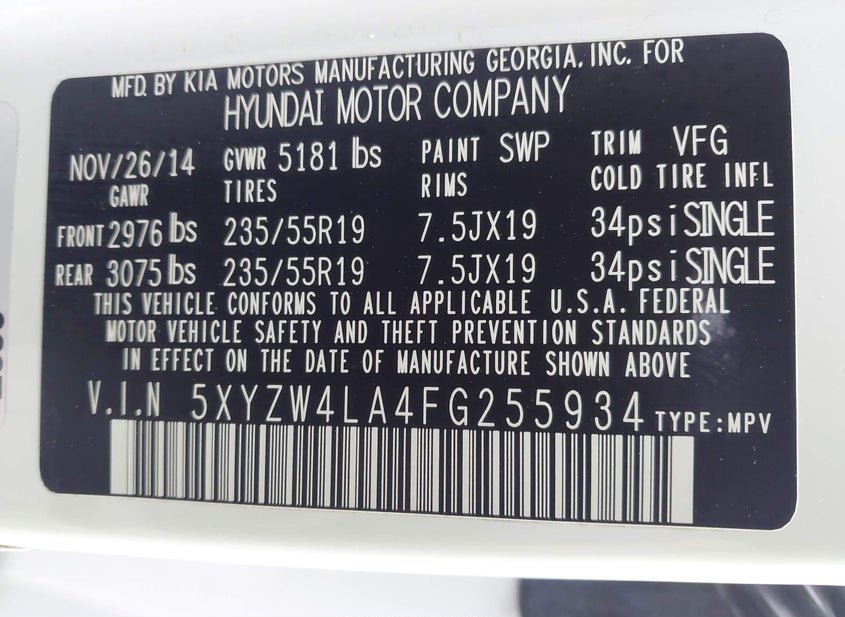 MFD. BY KIA MOTORS MANUFACTURING GEORGIA, INC. FOR
HYUNDAI MOTOR COMPANY
NOV/26/14 GVWR 5181 lbs PAINT SWP TRIM VFG
GAWR TIRES RIMS COLD TIRE INFL
FRONT 2976 lbs 235/55R19 7.5JX19 34psi SINGLE
REAR 3075 lbs 235/55R19 7.5JX19 34psi SINGLE
THIS VEHICLE CONFORMS TO ALL APPLICABLE U.S.A. FEDERAL
MOTOR VEHICLE SAFETY AND THEFT PREVENTION STANDARDS
IN EFFECT ON THE DATE OF MANUFACTURE SHOWN ABOVE
V.I.N 5XYZW4LA4FG255934 TYPE:MPV